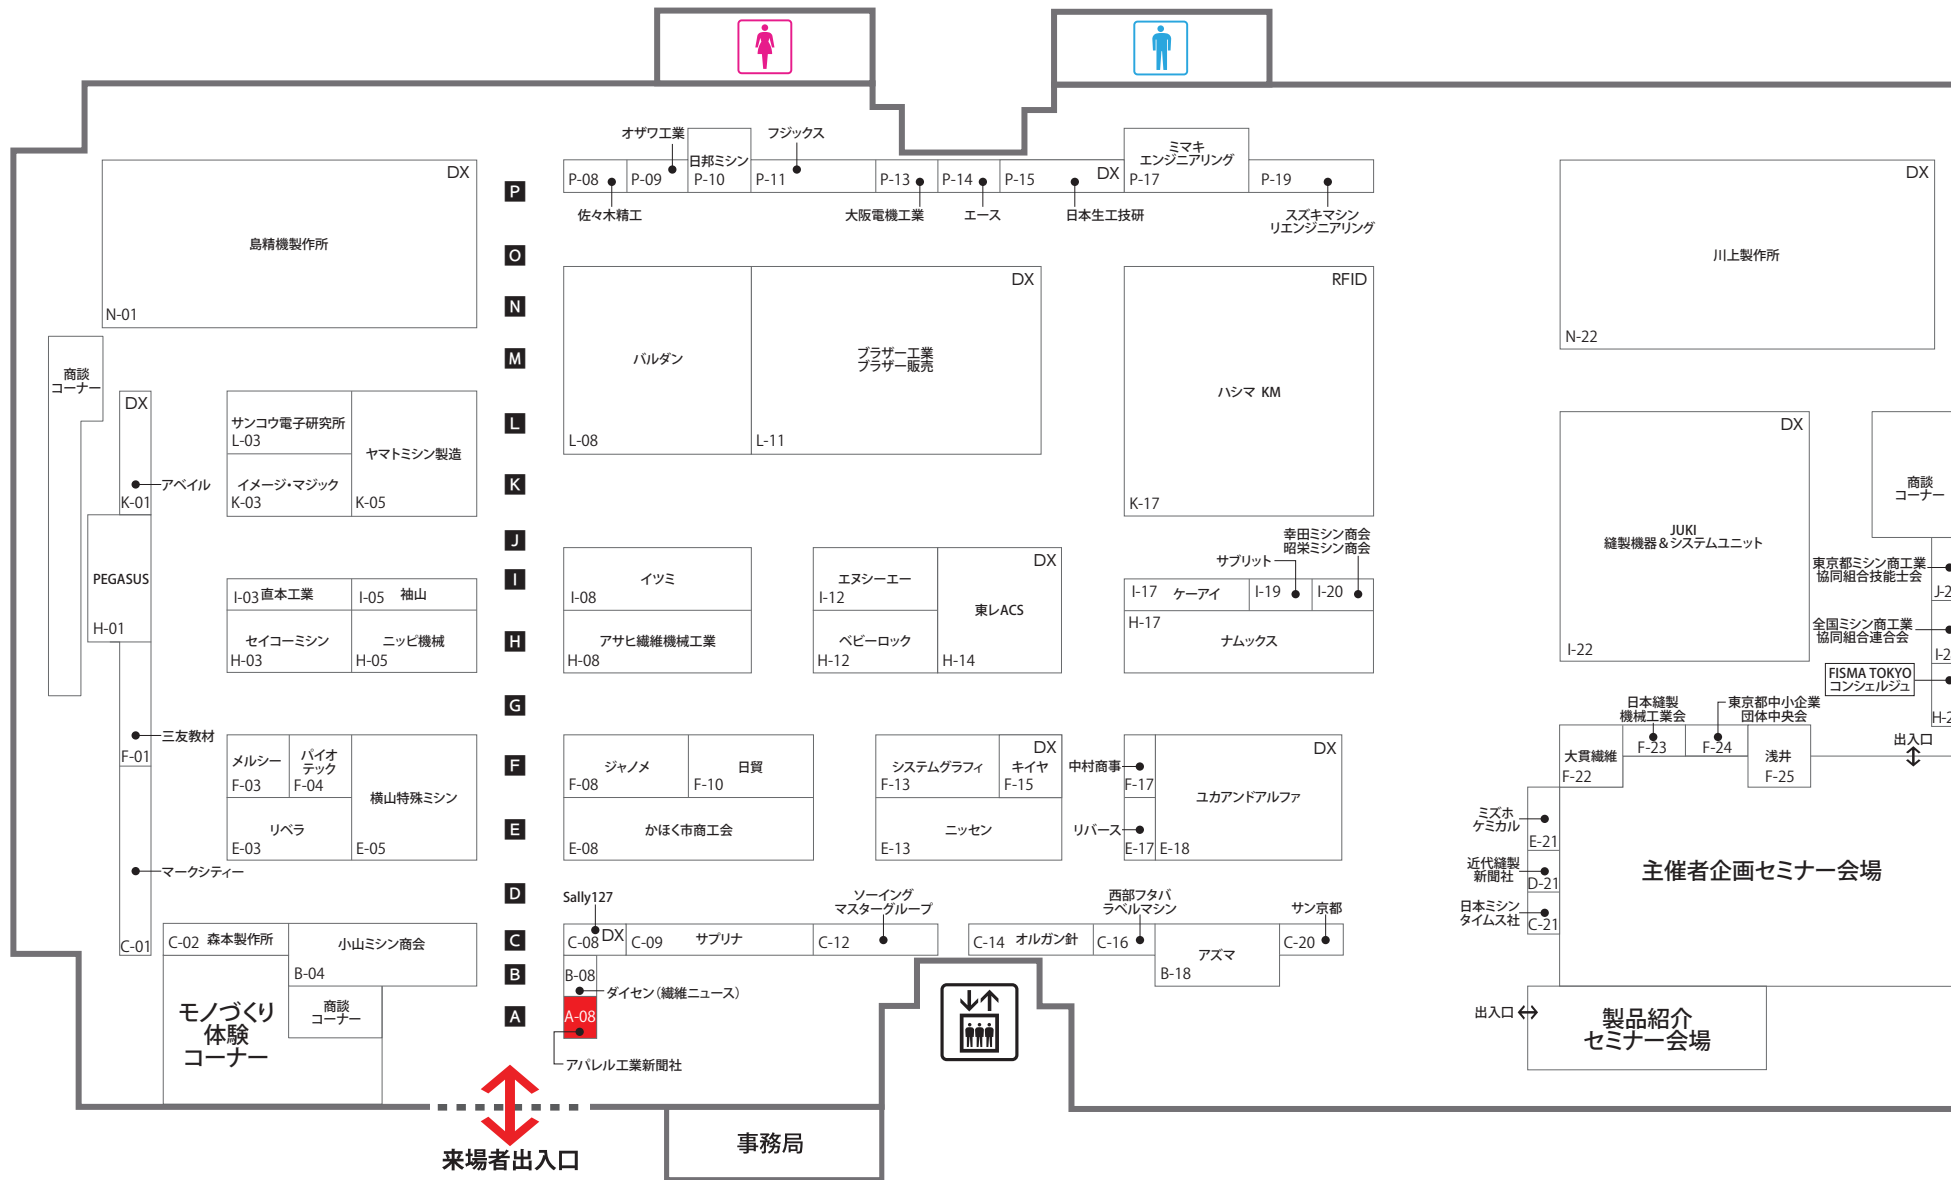 オザワ工業
フジックス
日邦ミシン
ミマキ
エンジニアリング
DX
P
P-08
P-09
P-10
P-11
P-13
P-14
P-15
DX
P-17
P-19
DX
佐々木精工
大阪電機工業
エース
日本生工技研
スズキマシン
リエンジニアリング
島精機製作所
N-01
O
川上製作所
N-22
DX
RFID
N
M
バルダン
L-08
ブラザー工業
ブラザー販売
L-11
ハシマ KM
K-17
商談
コーナー
DX
アベイル
K-01
サンコウ電子研究所
L-03
ヤマトミシン製造
イメージ・マジック
K-03
K-05
L
K
DX
JUKI
縫製機器&システムユニット
I-22
商談
コーナー
PEGASUS
H-01
J
I
H
I-03 直本工業
I-05 袖山
セイコーミシン
H-03
ニッピ機械
H-05
イツミ
I-08
アサヒ繊維機械工業
H-08
エヌシーエー
I-12
ベビーロック
H-12
DX
東レACS
H-14
幸田ミシン商会
昭栄ミシン商会
サブリット
I-17 ケーアイ
I-19
I-20
H-17
ナムックス
東京都ミシン商工業
協同組合技能士会
J-2
全国ミシン商工業
協同組合連合会
I-2
FISMA TOKYO
コンシェルジュ
H-2
G
三友教材
F-01
メルシー
F-03
パイオ
テック
F-04
横山特殊ミシン
リベラ
E-03
E-05
F
E
ジャノメ
F-08
日貿
F-10
かほく市商工会
E-08
システムグラフィ
F-13
DX
キイヤ
F-15
ニッセン
E-13
中村商事
F-17
リバース
E-17
DX
ユカアンドアルファ
E-18
日本縫製
機械工業会
東京都中小企業
団体中央会
大貫繊維
F-22
F-23
F-24
浅井
F-25
出入口
ミズホ
ケミカル
E-21
近代縫製
新聞社
D-21
日本ミシン
タイムス社
C-21
主催者企画セミナー会場
マークシティー
C-01
D
Sally127
ソーイング
マスターグループ
西部フタバ
ラベルマシン
サン京都
C
C-02 森本製作所
小山ミシン商会
B-04
C-08
DX
C-09
サブリナ
C-12
C-14 オルガン針
C-16
アズマ
B-18
C-20
B
B-08
ダイセン(繊維ニュース)
A
A-08
アパレル工業新聞社
モノづくり
体験
コーナー
商談
コーナー
出入口
製品紹介
セミナー会場
来場者出入口
事務局